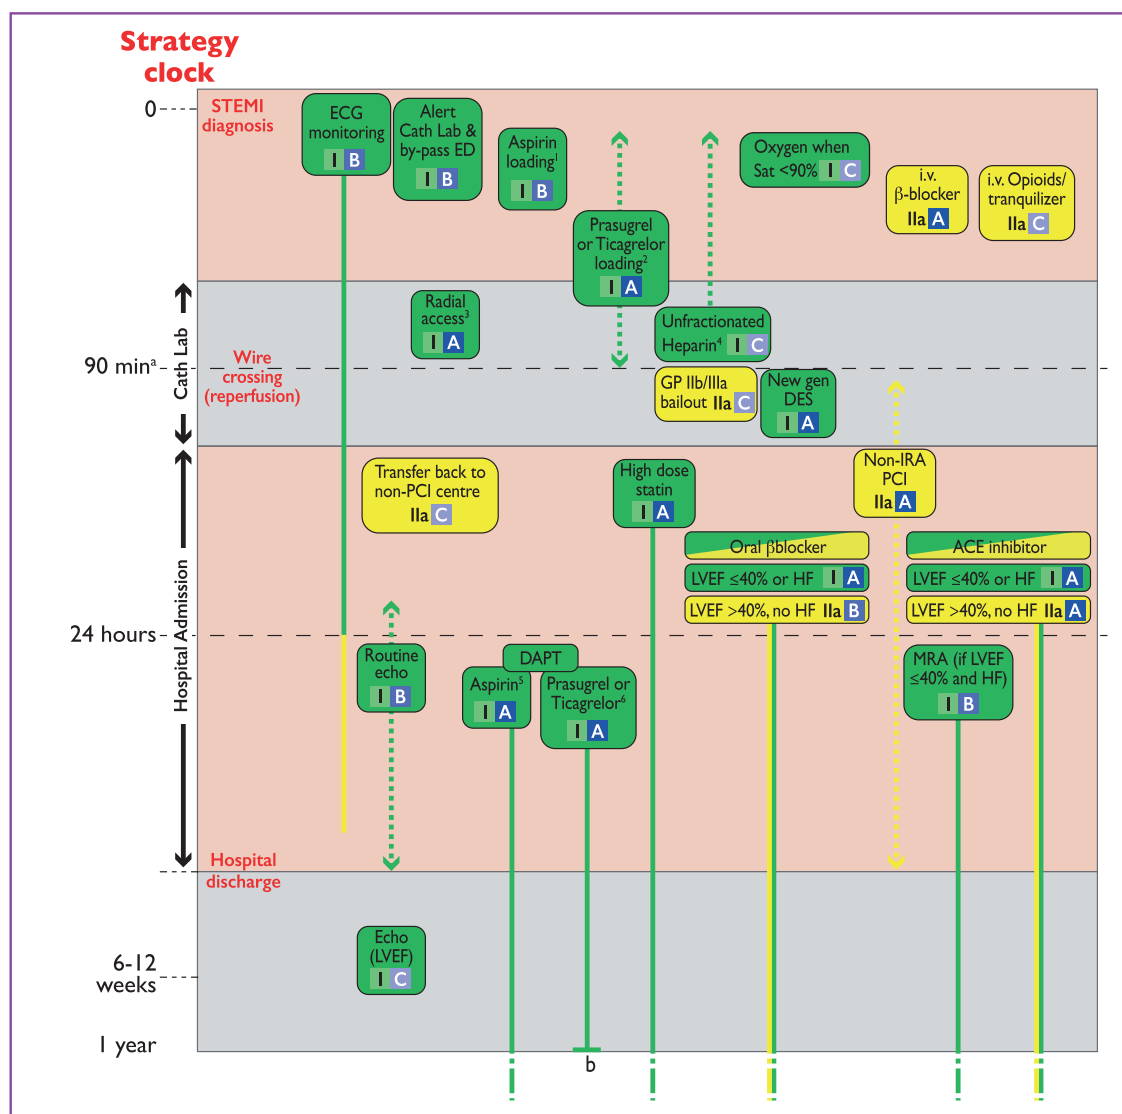 Strategy
clock
0
STEMI
diagnosis
ECG
monitoring
I B
Alert
Cath Lab &
by-pass ED
I B
Aspirin
loading¹
I B
Prasugrel
or Ticagrelor
loading²
I A
Oxygen when
Sat <90% I C
i.v.
β-blocker
IIa A
i.v. Opioids/
tranquilizer
IIa C
Cath Lab
90 minᵃ
Wire
crossing
(reperfusion)
Radial
access³
I A
Unfractionated
Heparin⁴ I C
GP IIb/IIIa
bailout IIa C
New gen
DES
I A
Hospital Admission
Transfer back to
non-PCI centre
IIa C
High dose
statin
I A
Non-IRA
PCI
IIa A
Oral βblocker
LVEF ≤40% or HF I A
LVEF >40%, no HF IIa B
ACE inhibitor
LVEF ≤40% or HF I A
LVEF >40%, no HF IIa A
24 hours
Routine
echo
I B
DAPT
Aspirin⁵
I A
Prasugrel or
Ticagrelor⁶
I A
MRA (if LVEF
≤40% and HF)
I B
Hospital
discharge
6-12
weeks
Echo
(LVEF)
I C
1 year
b